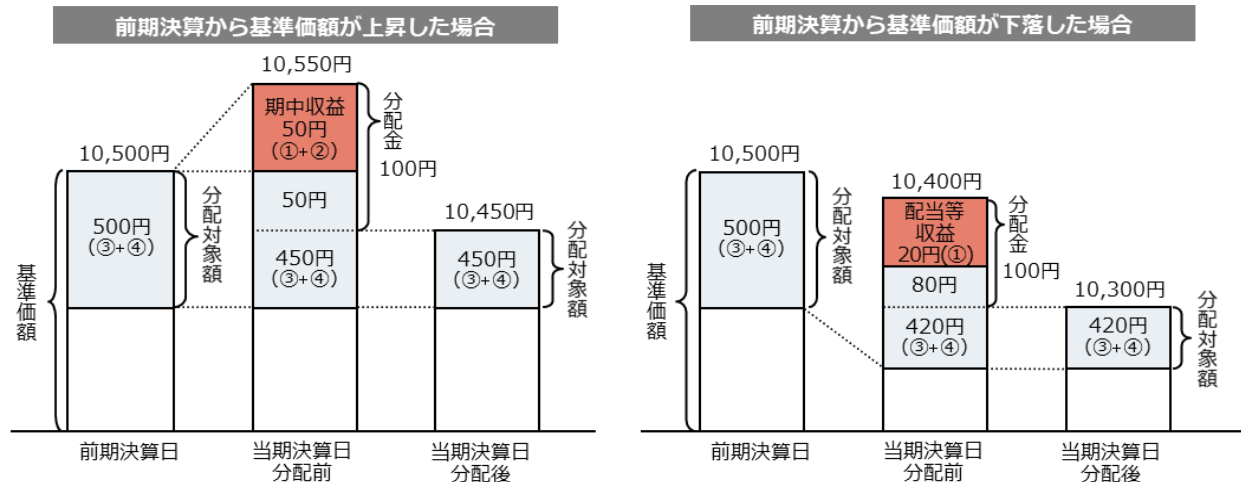 前期決算から基準価額が上昇した場合
10,550円
期中収益
50円
(①+②)
分配金
100円
10,500円
500円
(③+④)
分配対象額
50円
10,450円
450円
(③+④)
450円
(③+④)
分配対象額
基準価額
前期決算日
当期決算日
分配前
当期決算日
分配後
前期決算から基準価額が下落した場合
10,500円
500円
(③+④)
分配対象額
10,400円
配当等
収益
20円(①)
分配金
100円
80円
10,300円
420円
(③+④)
420円
(③+④)
分配対象額
基準価額
前期決算日
当期決算日
分配前
当期決算日
分配後